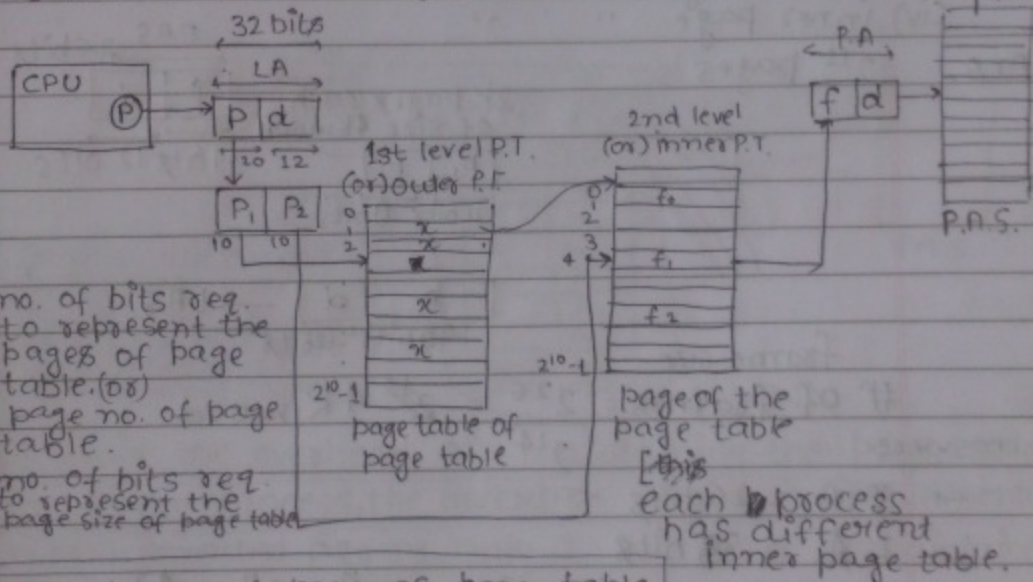 32 bits
CPU
P
LA
p d
20 12
P.A
f d
P.A.S.
1st level P.T.
(or) outer P.T.
2nd level
(or) inner P.T.
P1 P2
10 10
0
1
2
x
x
x
x
x
2^10-1
0
1
2
3
4
f0
f1
f2
2^10-1
no. of bits req.
to represent the
pages of page
table. (or)
page no. of page
table.
no. of bits req
to represent the
page size of page table
page table of
page table
page of the
page table
[this
each process
has different
inner page table.
of page table